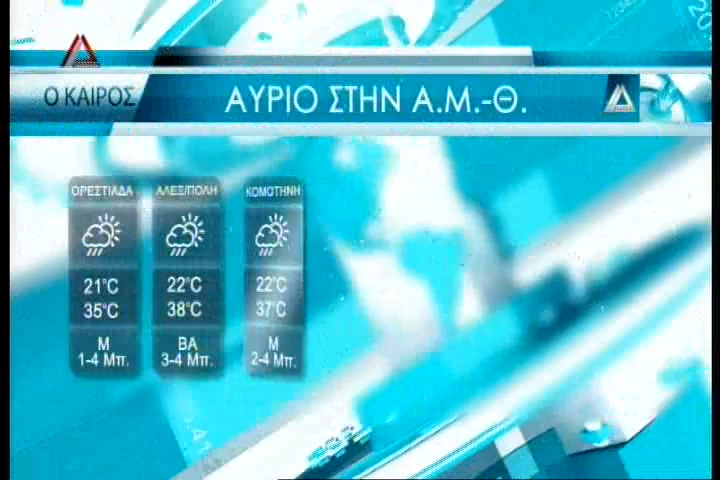 Ο ΚΑΙΡΟΣ
ΑΥΡΙΟ ΣΤΗΝ Α.Μ.-Θ.
ΟΡΕΣΤΙΑΔΑ
21°C
35°C
Μ
1-4 Μπ.
ΑΛΕΞ/ΠΟΛΗ
22°C
38°C
ΒΑ
3-4 Μπ.
ΚΟΜΟΤΗΝΗ
22°C
37°C
Μ
2-4 Μπ.